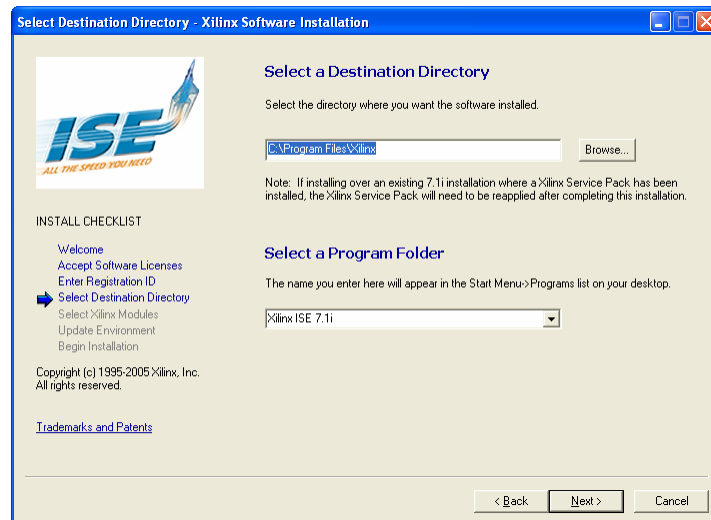 Select Destination Directory - Xilinx Software Installation
ISE
ALL THE SPEED YOU NEED
INSTALL CHECKLIST
Welcome
Accept Software Licenses
Enter Registration ID
Select Destination Directory
Select Xilinx Modules
Update Environment
Begin Installation
Copyright (c) 1995-2005 Xilinx, Inc.
All rights reserved.
Trademarks and Patents
Select a Destination Directory
Select the directory where you want the software installed.
C:\Program Files\Xilinx
Browse...
Note: If installing over an existing 7.1i installation where a Xilinx Service Pack has been
installed, the Xilinx Service Pack will need to be reapplied after completing this installation.
Select a Program Folder
The name you enter here will appear in the Start Menu->Programs list on your desktop.
Xilinx ISE 7.1i
< Back
Next >
Cancel